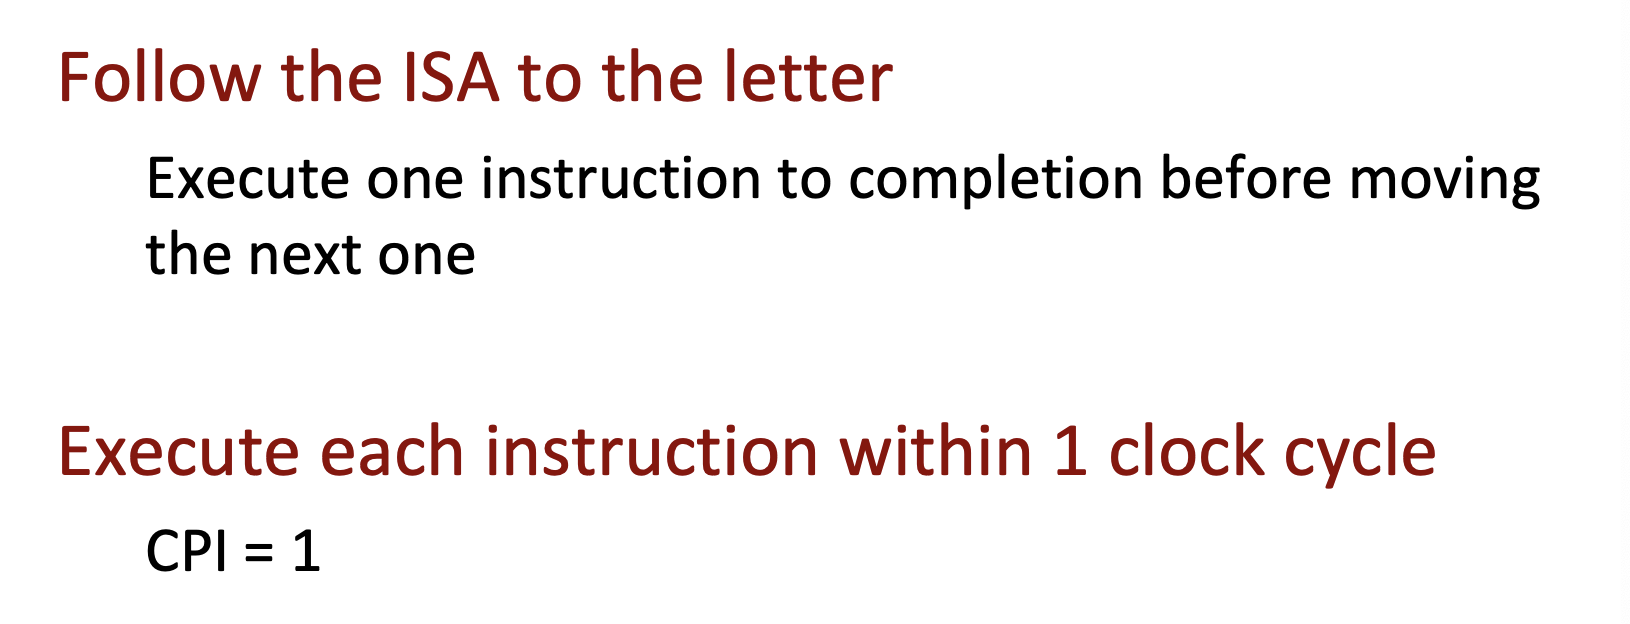 Follow the ISA to the letter
Execute one instruction to completion before moving
the next one
Execute each instruction within 1 clock cycle
CPI = 1